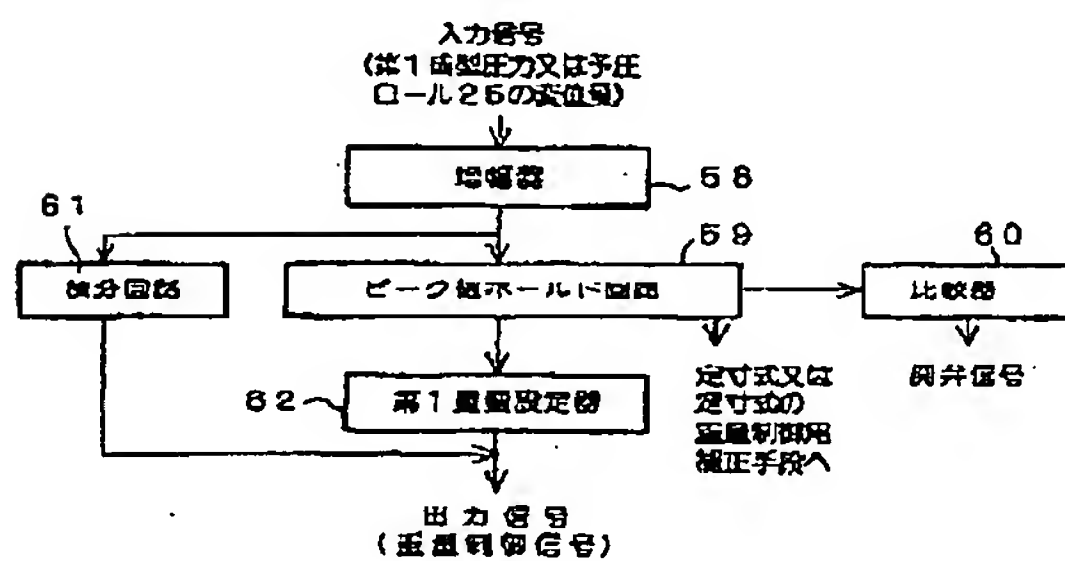 入力信号
(第1成型圧力又は予圧
ロール25の変位量)
増幅器
58
61
59
60
積分回路
ピーク値ホールド回路
比較器
62
第1重量設定器
定寸式又は
定寸式の
重量制御用
補正手段へ
開弁信号
出力信号
(重量制御信号)